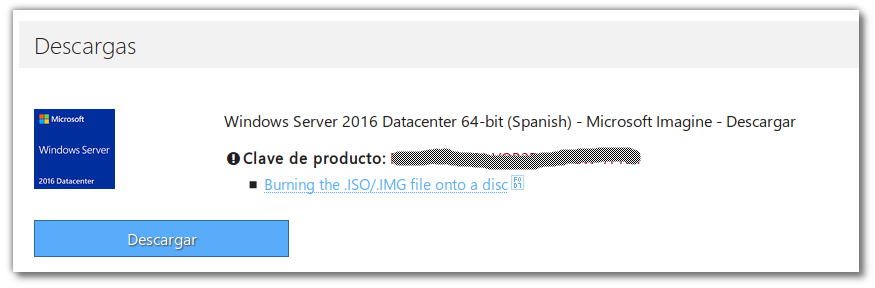 Descargas
Microsoft
Windows Server
2016 Datacenter
Windows Server 2016 Datacenter 64-bit (Spanish) - Microsoft Imagine - Descargar
Clave de producto:
Burning the .ISO/.IMG file onto a disc
Descargar